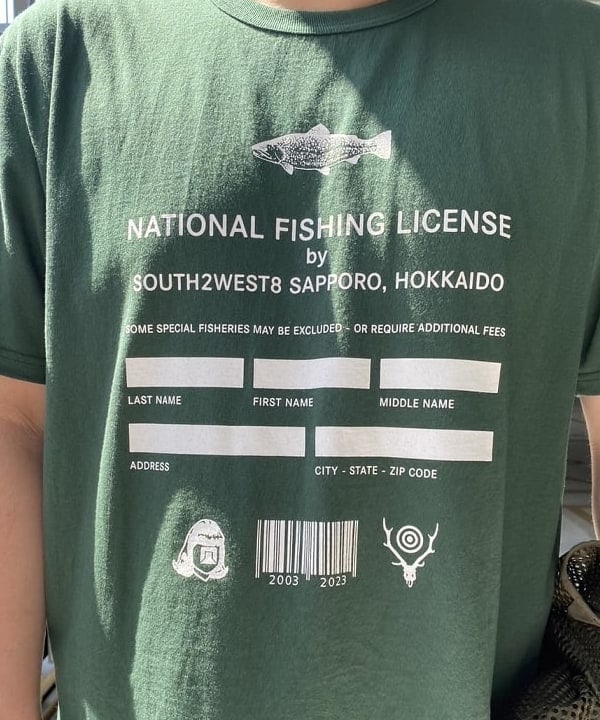 NATIONAL FISHING LICENSE
by
SOUTH2WEST8 SAPPORO, HOKKAIDO
SOME SPECIAL FISHERIES MAY BE EXCLUDED - OR REQUIRE ADDITIONAL FEES
LAST NAME FIRST NAME MIDDLE NAME
ADDRESS CITY - STATE - ZIP CODE
2003 2023